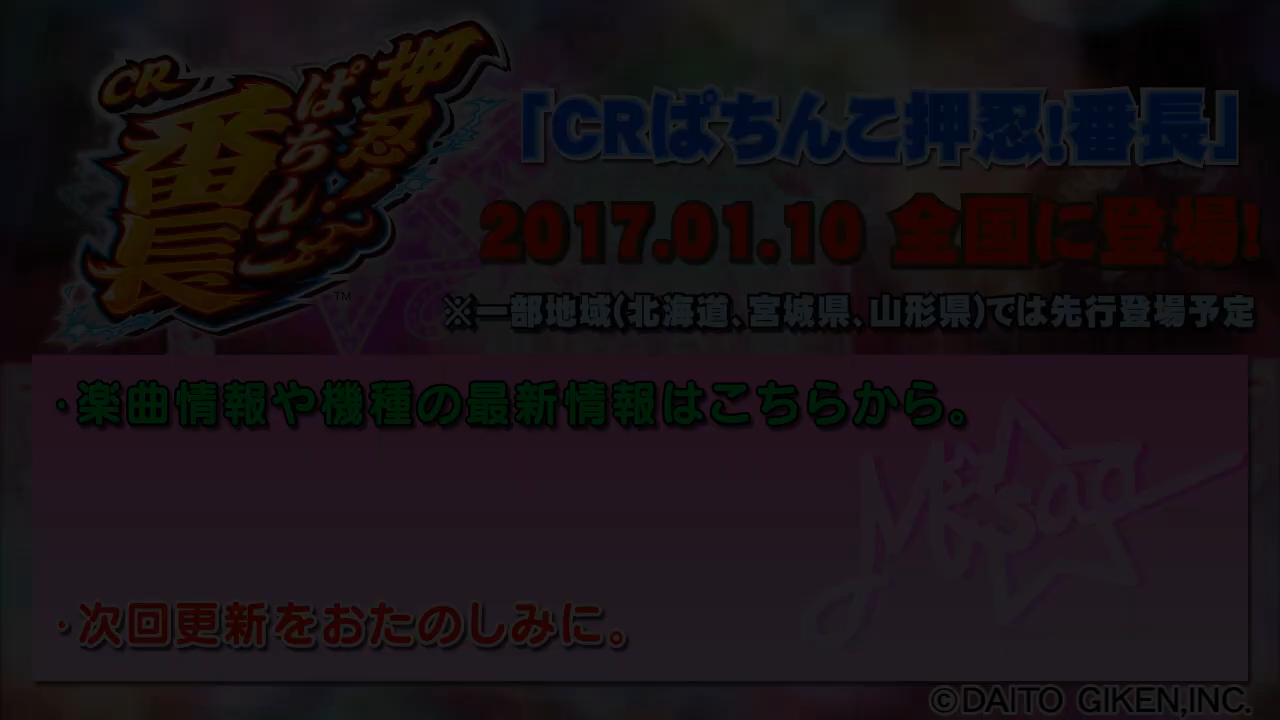 CR
押忍!
ぱちんこ
番長
TM
「CRぱちんこ押忍!番長」
2017.01.10 全国に登場!
※一部地域(北海道、宮城県、山形県)では先行登場予定
・楽曲情報や機種の最新情報はこちらから。
・次回更新をおたのしみに。
©DAITO GIKEN,INC.